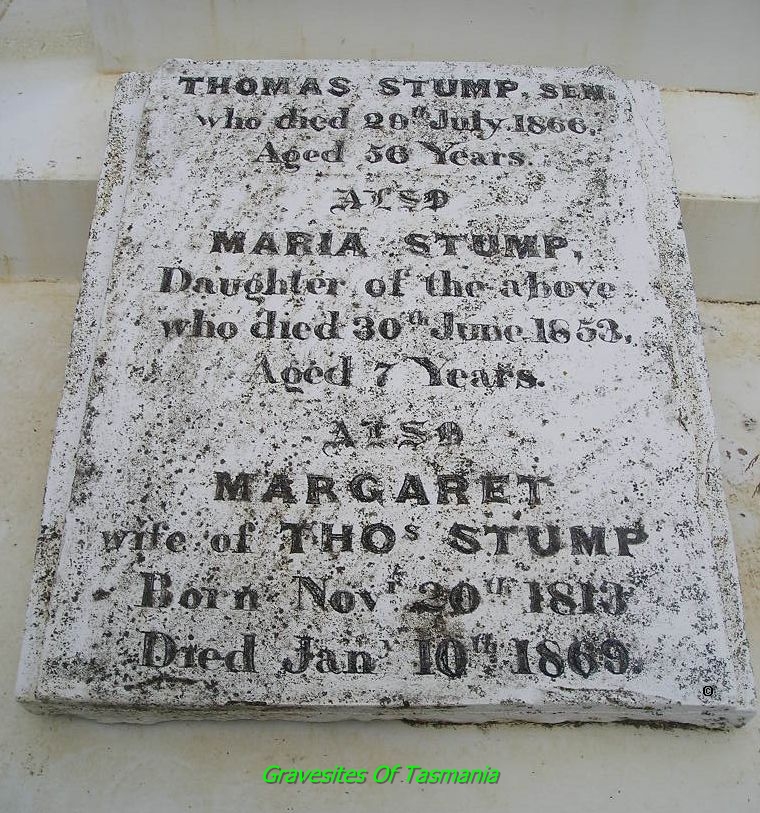 THOMAS STUMP, SEN.
who died 20th July, 1866,
Aged 56 Years.
ALSO
MARIA STUMP,
Daughter of the above
who died 30th June 1853,
Aged 7 Years.
ALSO
MARGARET
wife of THOS STUMP
Born Novr 20th 1813
Died Jany 10th 1869.
©
Gravesites Of Tasmania